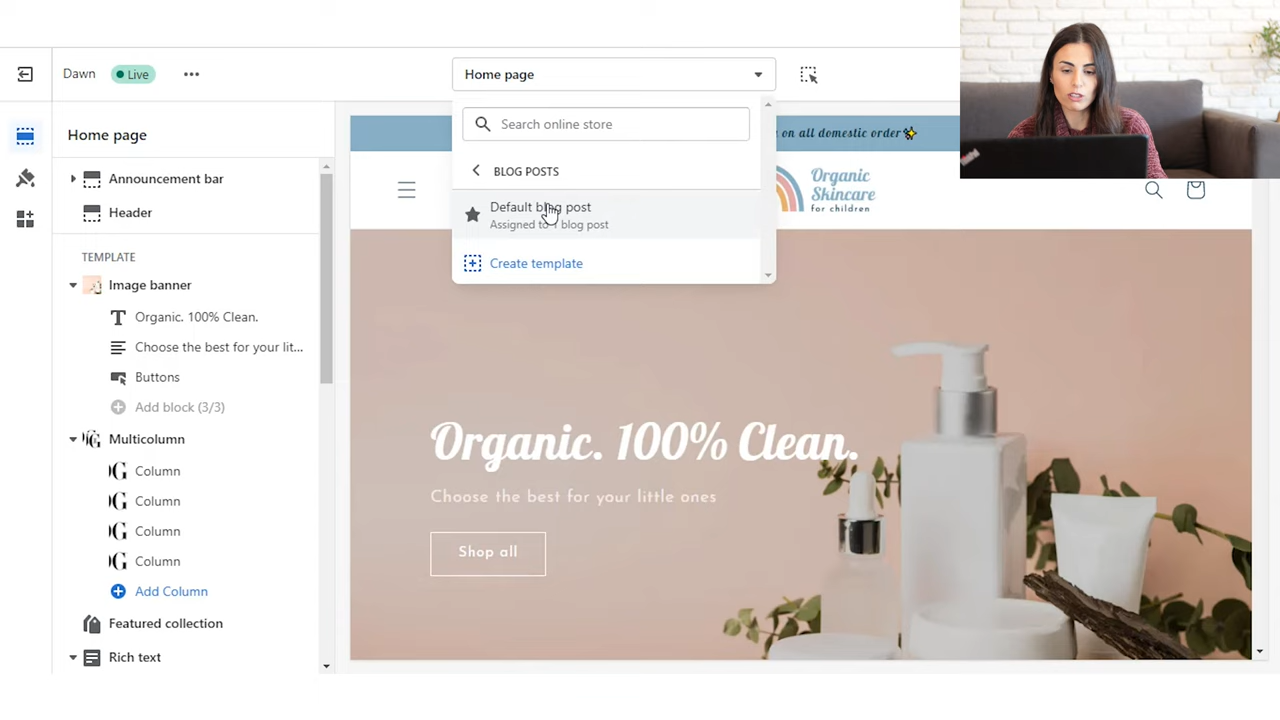 Dawn
Live
Home page
Search online store
BLOG POSTS
Default blog post
Assigned to 1 blog post
Create template
Home page
Announcement bar
Header
TEMPLATE
Image banner
Organic. 100% Clean.
Choose the best for your lit...
Buttons
Add block (3/3)
Multicolumn
Column
Column
Column
Column
Add Column
Featured collection
Rich text
on all domestic order✨
Organic
Skincare
for children
Organic. 100% Clean.
Choose the best for your little ones
Shop all